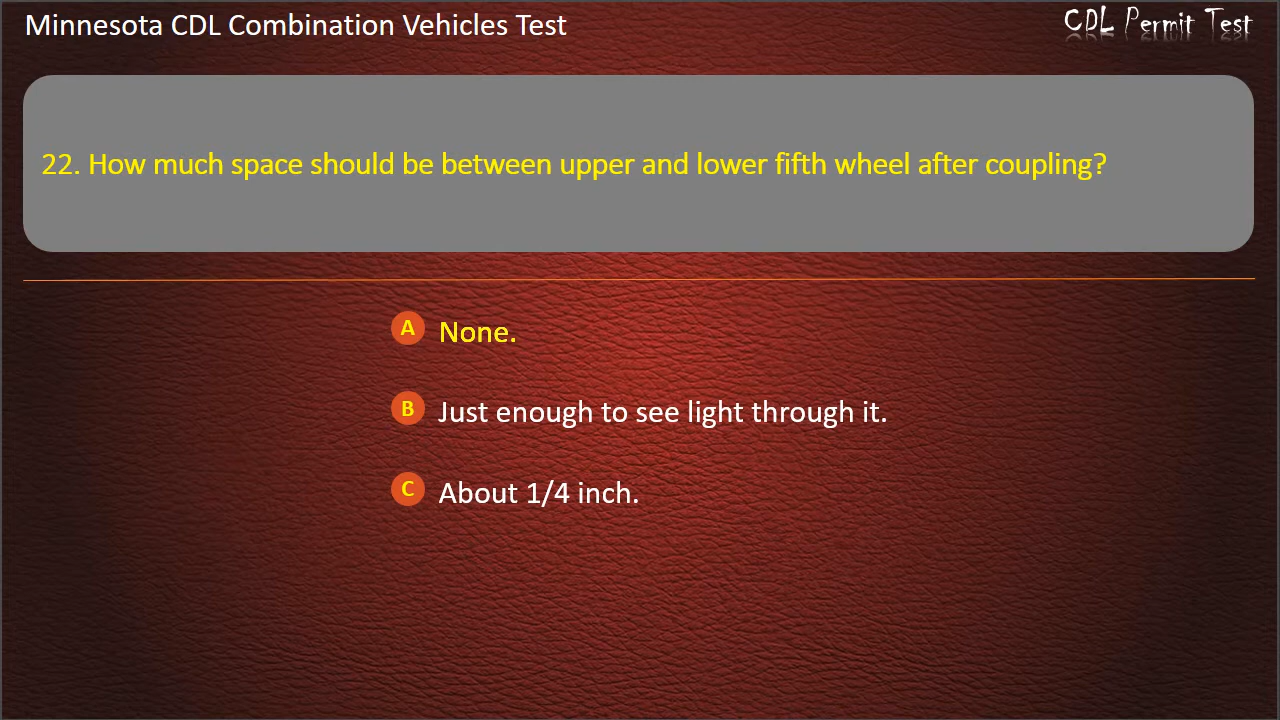 Minnesota CDL Combination Vehicles Test
CDL Permit Test
22. How much space should be between upper and lower fifth wheel after coupling?
A None.
B Just enough to see light through it.
C About 1/4 inch.